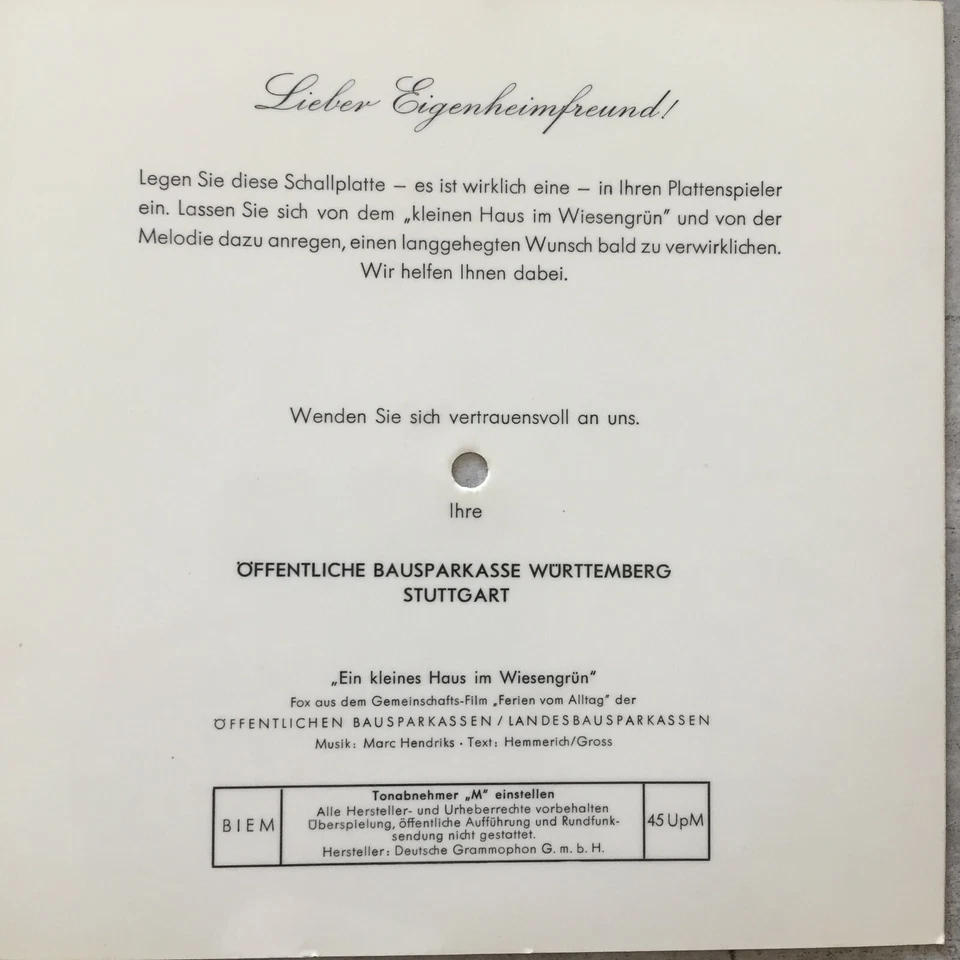 Lieber Eigenheimfreund!
Legen Sie diese Schallplatte – es ist wirklich eine – in Ihren Plattenspieler
ein. Lassen Sie sich von dem „kleinen Haus im Wiesengrün" und von der
Melodie dazu anregen, einen langgehegten Wunsch bald zu verwirklichen.
Wir helfen Ihnen dabei.
Wenden Sie sich vertrauensvoll an uns.
Ihre
ÖFFENTLICHE BAUSPARKASSE WÜRTTEMBERG
STUTTGART
„Ein kleines Haus im Wiesengrün"
Fox aus dem Gemeinschafts-Film „Ferien vom Alltag" der
ÖFFENTLICHEN BAUSPARKASSEN / LANDESBAUSPARKASSEN
Musik: Marc Hendriks · Text: Hemmerich/Gross
BIEM
Tonabnehmer „M" einstellen
Alle Hersteller- und Urheberrechte vorbehalten
Überspielung, öffentliche Aufführung und Rundfunk-
sendung nicht gestattet.
Hersteller: Deutsche Grammophon G. m. b. H.
45 UpM